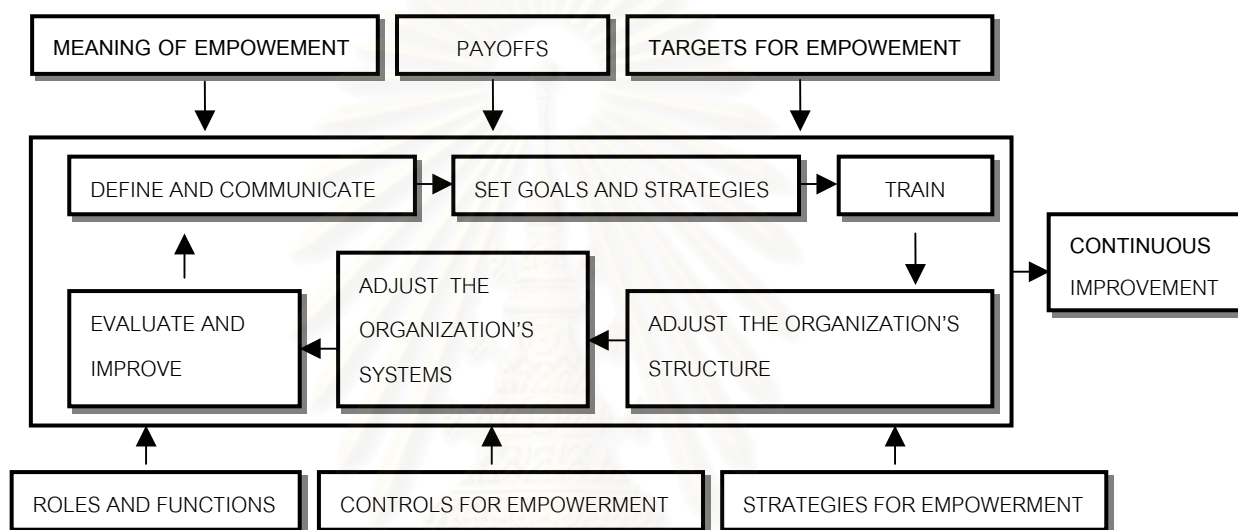 MEANING OF EMPOWEMENT
PAYOFFS
TARGETS FOR EMPOWEMENT
DEFINE AND COMMUNICATE
SET GOALS AND STRATEGIES
TRAIN
CONTINUOUS
IMPROVEMENT
ADJUST THE
ORGANIZATION'S
SYSTEMS
EVALUATE AND
IMPROVE
ADJUST THE ORGANIZATION'S
STRUCTURE
ROLES AND FUNCTIONS
CONTROLS FOR EMPOWERMENT
STRATEGIES FOR EMPOWERMENT